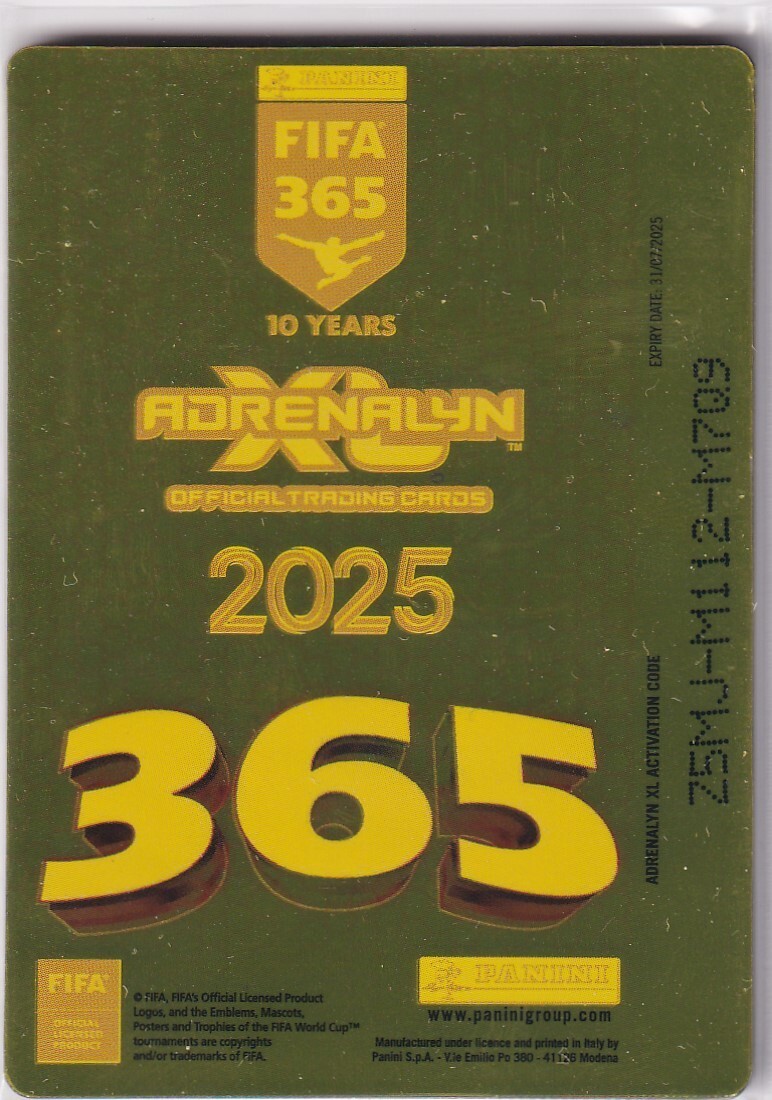 PANINI
FIFA
365
10 YEARS
ADRENALYN
XL™
OFFICIAL TRADING CARDS
2025
365
EXPIRY DATE: 31/07/2025
ADRENALYN XL ACTIVATION CODE
Z5MJ-M112-M7Q9
FIFA®
OFFICIAL
LICENSED
PRODUCT
© FIFA, FIFA's Official Licensed Product
Logos, and the Emblems, Mascots,
Posters and Trophies of the FIFA World Cup™
tournaments are copyrights
and/or trademarks of FIFA.
PANINI
www.paninigroup.com
Manufactured under licence and printed in Italy by
Panini S.p.A. - V.le Emilio Po 380 - 41126 Modena